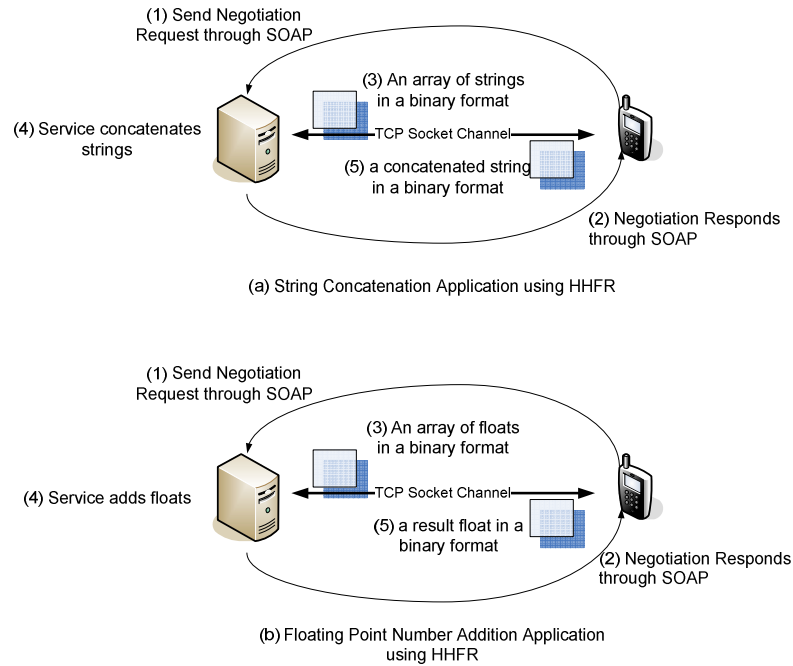 (1) Send Negotiation
Request through SOAP
(3) An array of strings
in a binary format
(4) Service concatenates
strings
TCP Socket Channel
(5) a concatenated string
in a binary format
(2) Negotiation Responds
through SOAP
(a) String Concatenation Application using HHFR
(1) Send Negotiation
Request through SOAP
(3) An array of floats
in a binary format
(4) Service adds floats
TCP Socket Channel
(5) a result float in a
binary format
(2) Negotiation Responds
through SOAP
(b) Floating Point Number Addition Application
using HHFR